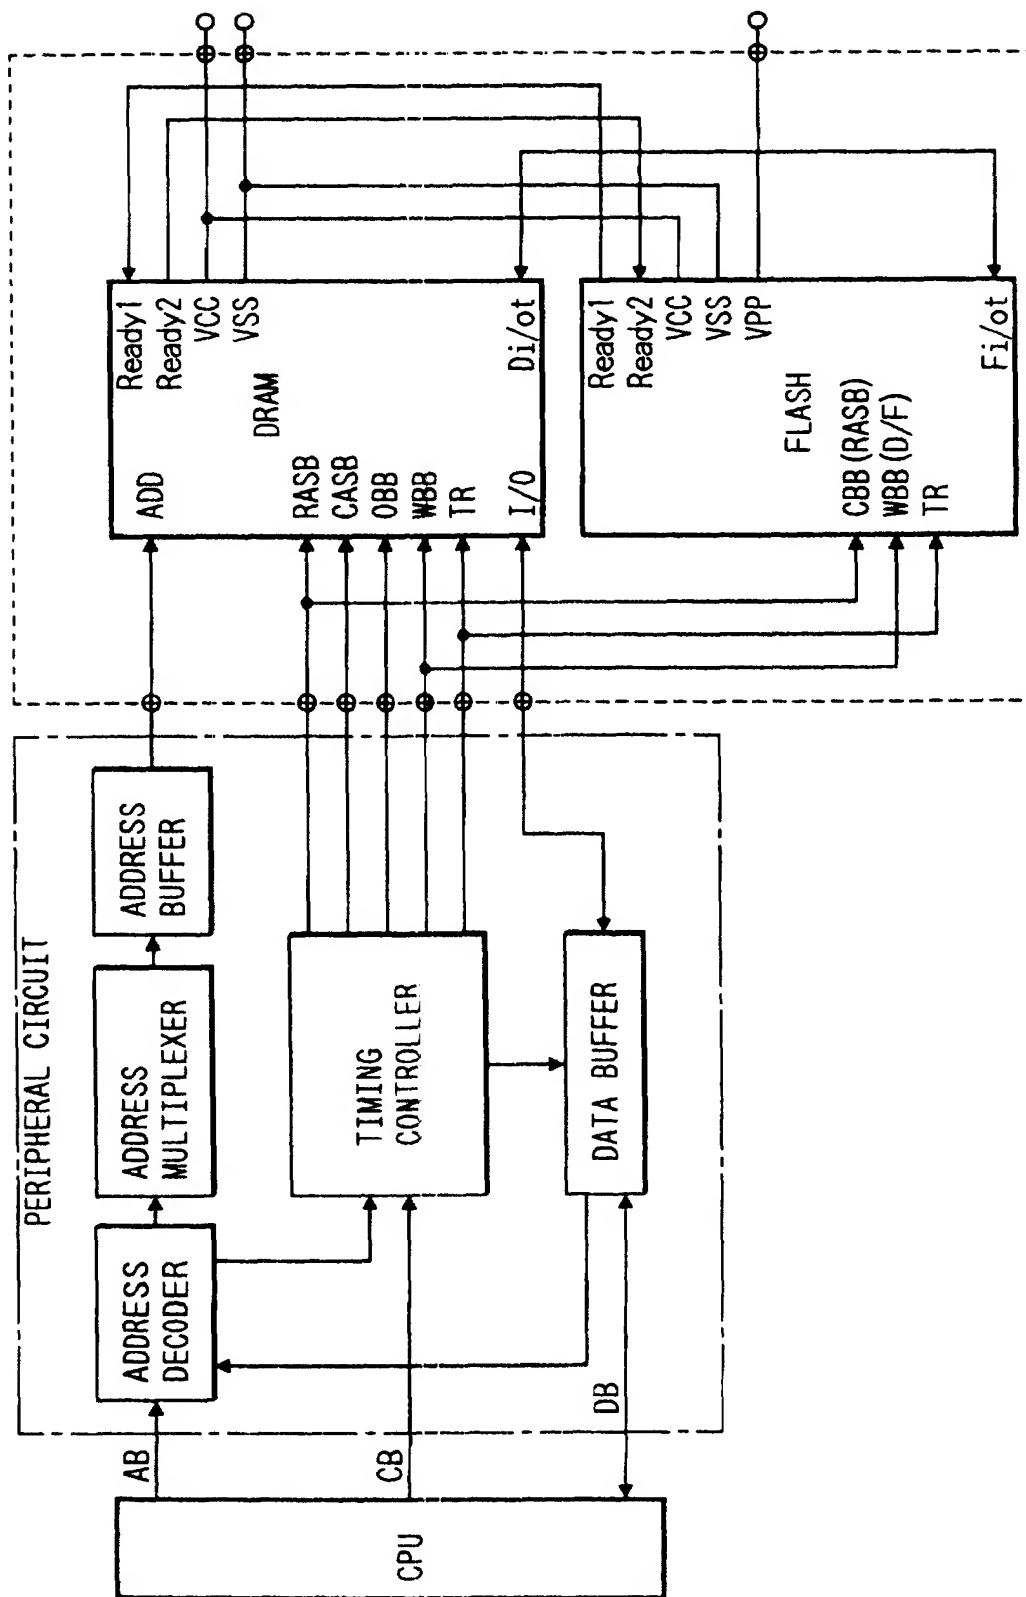 PERIPHERAL CIRCUIT
CPU
AB
CB
DB
ADDRESS
DECODER
ADDRESS
MULTIPLEXER
ADDRESS
BUFFER
TIMING
CONTROLLER
DATA BUFFER
ADD
RASB
CASB
OBB
WBB
TR
I/O
DRAM
Ready1
Ready2
VCC
VSS
Di/ot
FLASH
CBB(RASB)
WBB(D/F)
TR
Ready1
Ready2
VCC
VSS
VPP
Fi/ot